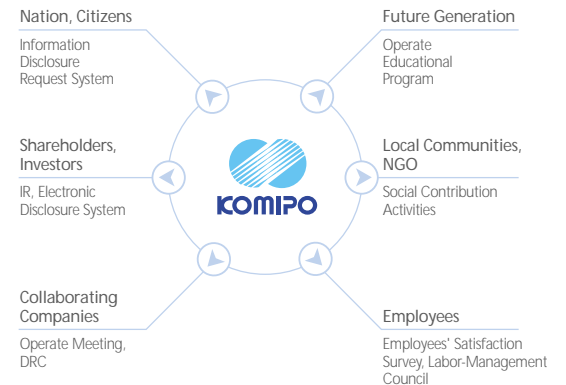 Nation, Citizens
Information
Disclosure
Request System
Future Generation
Operate
Educational
Program
Shareholders,
Investors
IR, Electronic
Disclosure System
KOMIPO
Local Communities,
NGO
Social Contribution
Activities
Collaborating
Companies
Operate Meeting,
DRC
Employees
Employees' Satisfaction
Survey, Labor-Management
Council